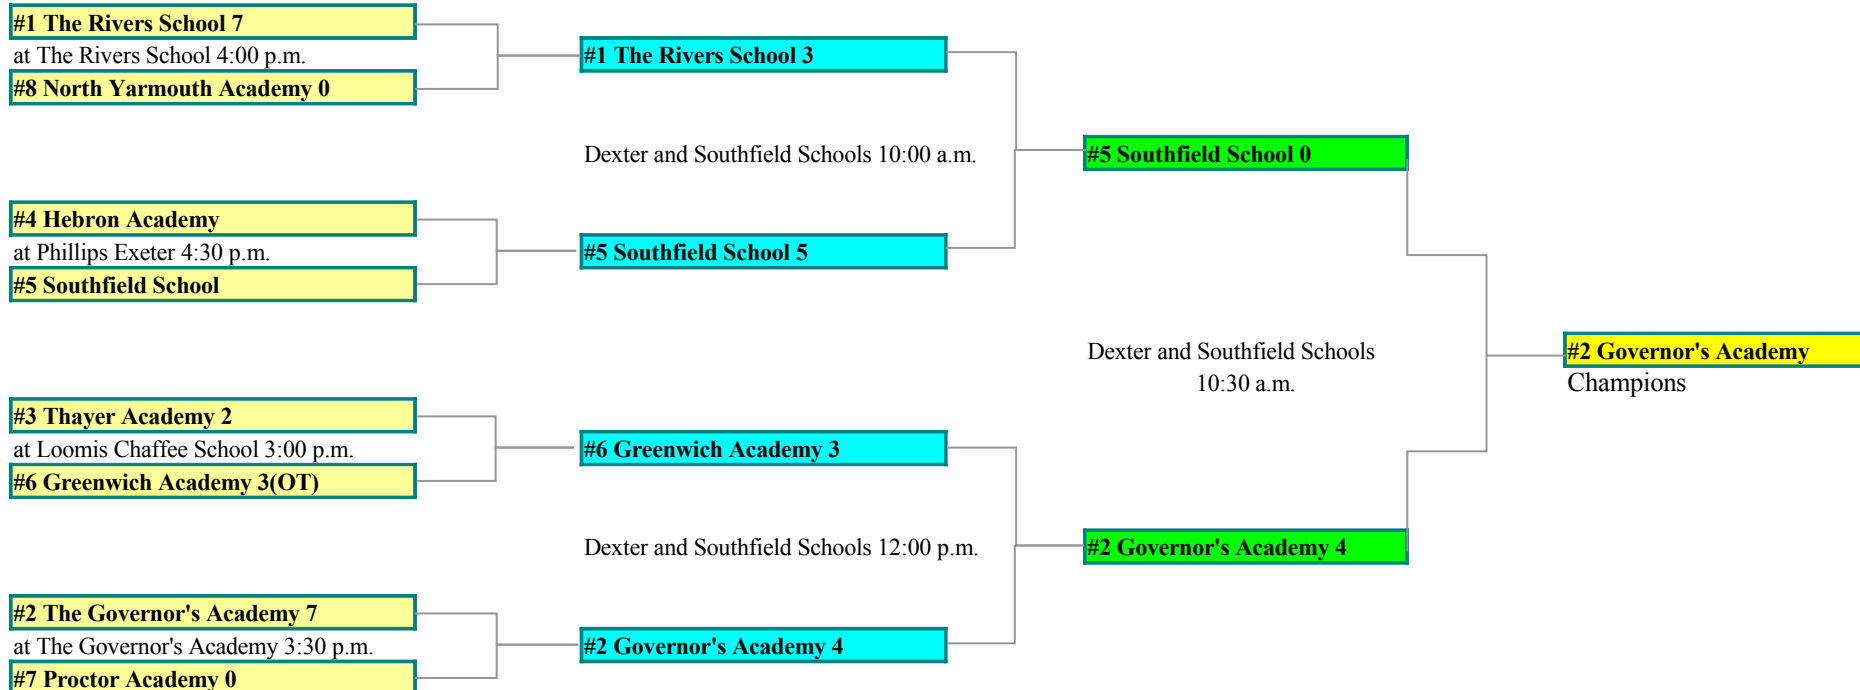 #1 The Rivers School 7
at The Rivers School 4:00 p.m.
#8 North Yarmouth Academy 0
#1 The Rivers School 3
Dexter and Southfield Schools 10:00 a.m.
#5 Southfield School 0
#4 Hebron Academy
at Phillips Exeter 4:30 p.m.
#5 Southfield School
#5 Southfield School 5
Dexter and Southfield Schools
10:30 a.m.
#2 Governor's Academy
Champions
#3 Thayer Academy 2
at Loomis Chaffee School 3:00 p.m.
#6 Greenwich Academy 3(OT)
#6 Greenwich Academy 3
Dexter and Southfield Schools 12:00 p.m.
#2 Governor's Academy 4
#2 The Governor's Academy 7
at The Governor's Academy 3:30 p.m.
#7 Proctor Academy 0
#2 Governor's Academy 4